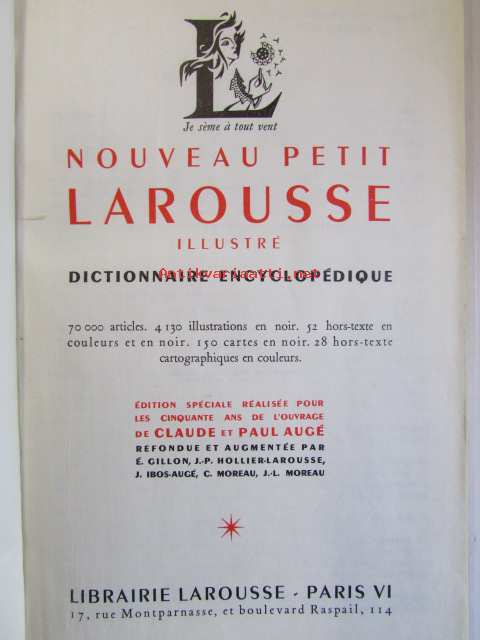 L
Je sème à tout vent
NOUVEAU PETIT
LAROUSSE
ILLUSTRÉ
DICTIONNAIRE ENCYCLOPÉDIQUE
Antikvariaatti.net
70 000 articles. 4 130 illustrations en noir. 52 hors-texte en
couleurs et en noir. 150 cartes en noir. 28 hors-texte
cartographiques en couleurs.
ÉDITION SPÉCIALE RÉALISÉE POUR
LES CINQUANTE ANS DE L'OUVRAGE
DE CLAUDE ET PAUL AUGÉ
REFONDUE ET AUGMENTÉE PAR
É. GILLON, J.-P. HOLLIER-LAROUSSE,
J. IBOS-AUGÉ, C. MOREAU, J.-L. MOREAU
LIBRAIRIE LAROUSSE - PARIS VI
17, rue Montparnasse, et boulevard Raspail, 114